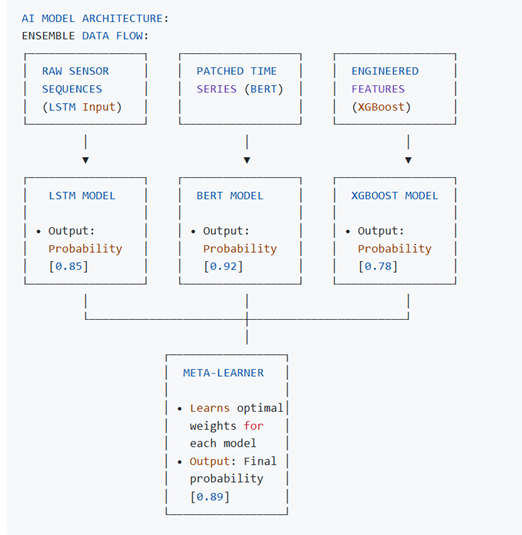 AI MODEL ARCHITECTURE:
ENSEMBLE DATA FLOW:
RAW SENSOR
SEQUENCES
(LSTM Input)
PATCHED TIME
SERIES (BERT)
ENGINEERED
FEATURES
(XGBoost)
LSTM MODEL
• Output:
Probability
[0.85]
BERT MODEL
• Output:
Probability
[0.92]
XGBOOST MODEL
• Output:
Probability
[0.78]
META-LEARNER
• Learns optimal
weights for
each model
• Output: Final
probability
[0.89]